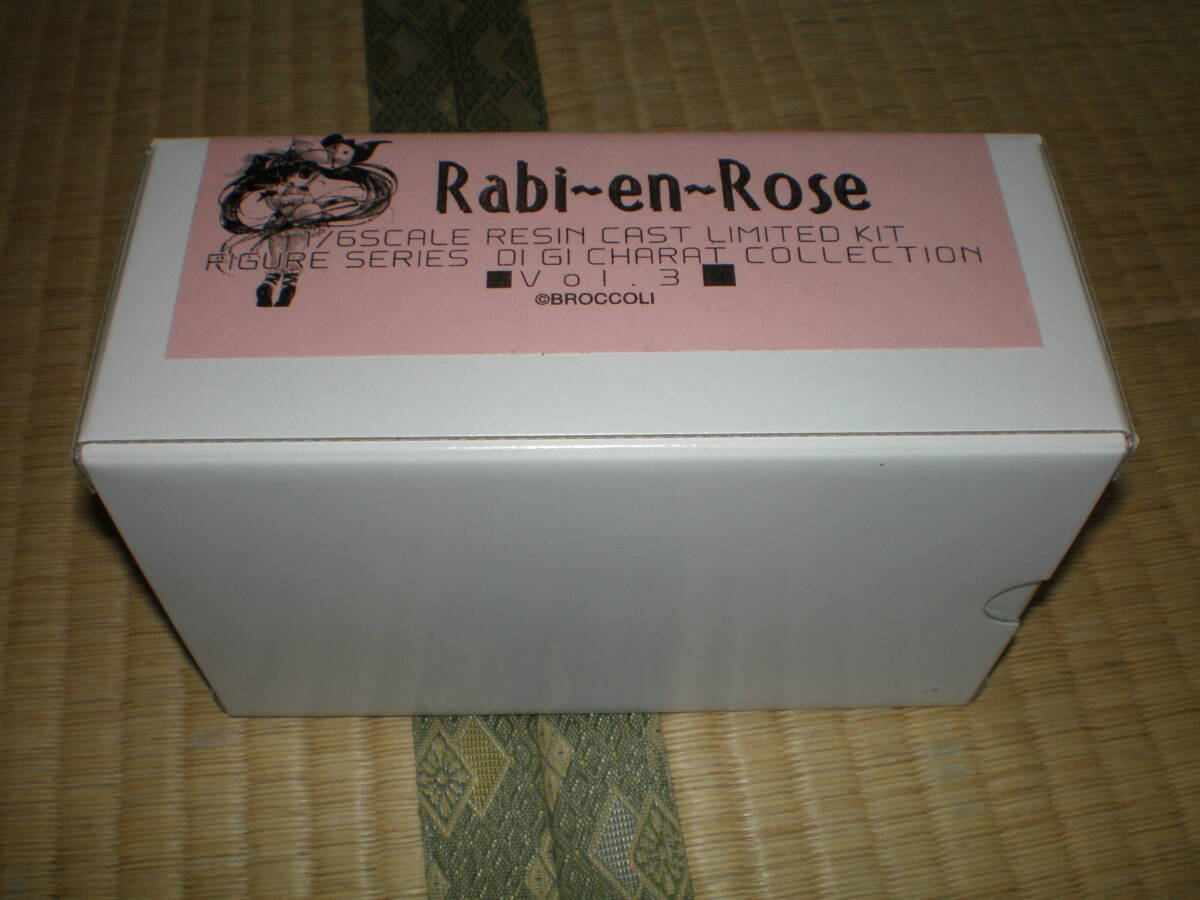 Rabi~en~Rose
1/6SCALE RESIN CAST LIMITED KIT
FIGURE SERIES DI GI CHARAT COLLECTION
■Vol.3■
©BROCCOLI